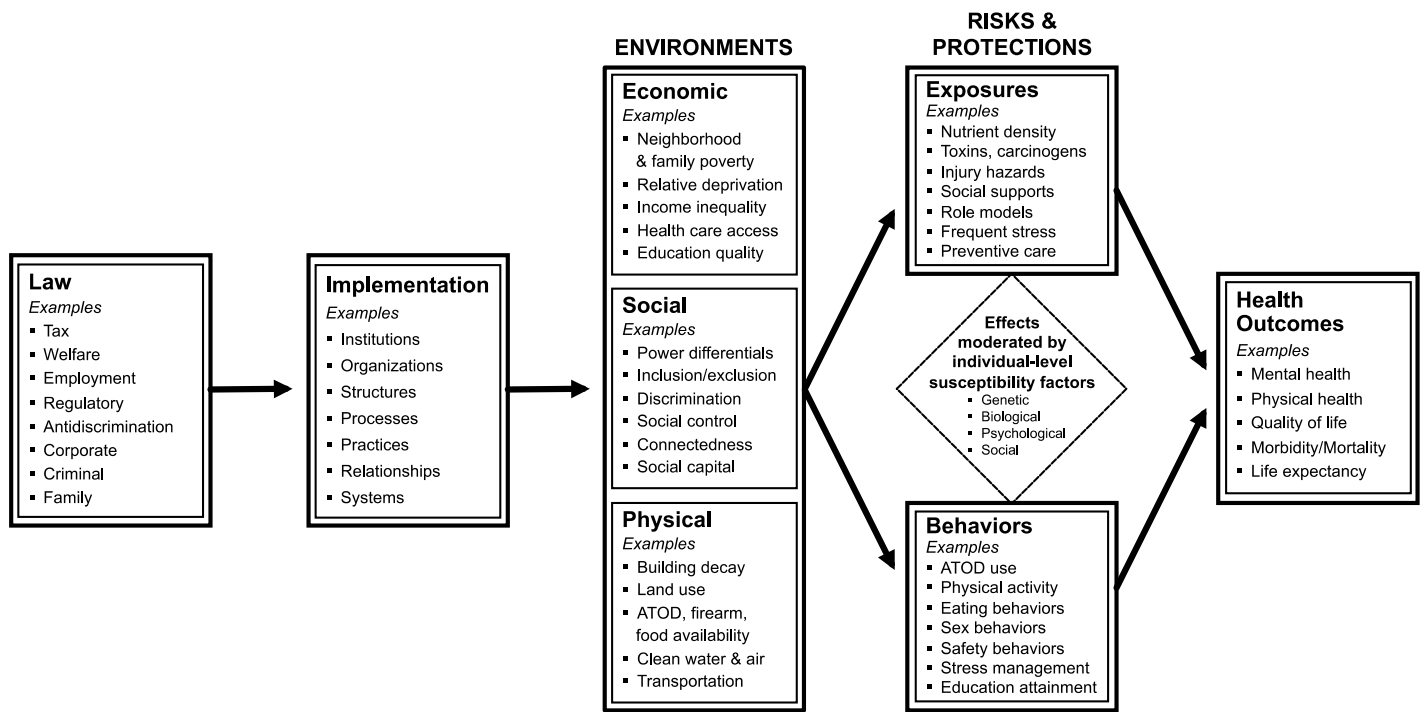 Law
Examples
▪ Tax
▪ Welfare
▪ Employment
▪ Regulatory
▪ Antidiscrimination
▪ Corporate
▪ Criminal
▪ Family
Implementation
Examples
▪ Institutions
▪ Organizations
▪ Structures
▪ Processes
▪ Practices
▪ Relationships
▪ Systems
ENVIRONMENTS
Economic
Examples
▪ Neighborhood
& family poverty
▪ Relative deprivation
▪ Income inequality
▪ Health care access
▪ Education quality
Social
Examples
▪ Power differentials
▪ Inclusion/exclusion
▪ Discrimination
▪ Social control
▪ Connectedness
▪ Social capital
Physical
Examples
▪ Building decay
▪ Land use
▪ ATOD, firearm,
food availability
▪ Clean water & air
▪ Transportation
RISKS &
PROTECTIONS
Exposures
Examples
▪ Nutrient density
▪ Toxins, carcinogens
▪ Injury hazards
▪ Social supports
▪ Role models
▪ Frequent stress
▪ Preventive care
Effects
moderated by
individual-level
susceptibility factors
▪ Genetic
▪ Biological
▪ Psychological
▪ Social
Behaviors
Examples
▪ ATOD use
▪ Physical activity
▪ Eating behaviors
▪ Sex behaviors
▪ Safety behaviors
▪ Stress management
▪ Education attainment
Health
Outcomes
Examples
▪ Mental health
▪ Physical health
▪ Quality of life
▪ Morbidity/Mortality
▪ Life expectancy